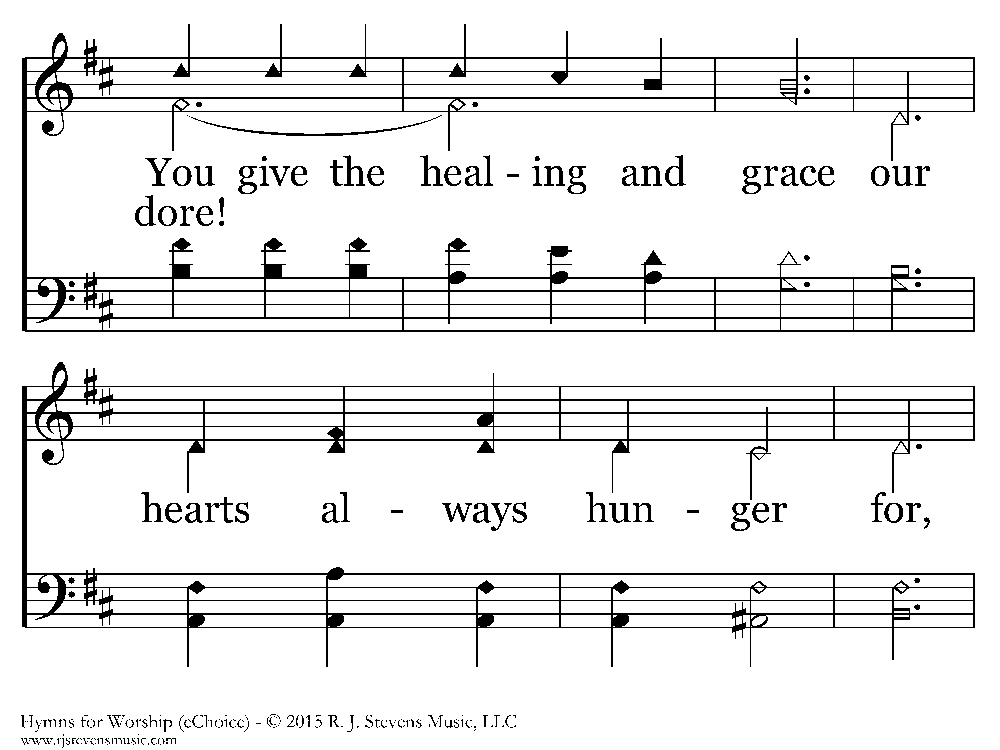 You give the heal - ing and grace our
dore!
hearts al - ways hun - ger for,
Hymns for Worship (eChoice) - © 2015 R. J. Stevens Music, LLC
www.rjstevensmusic.com